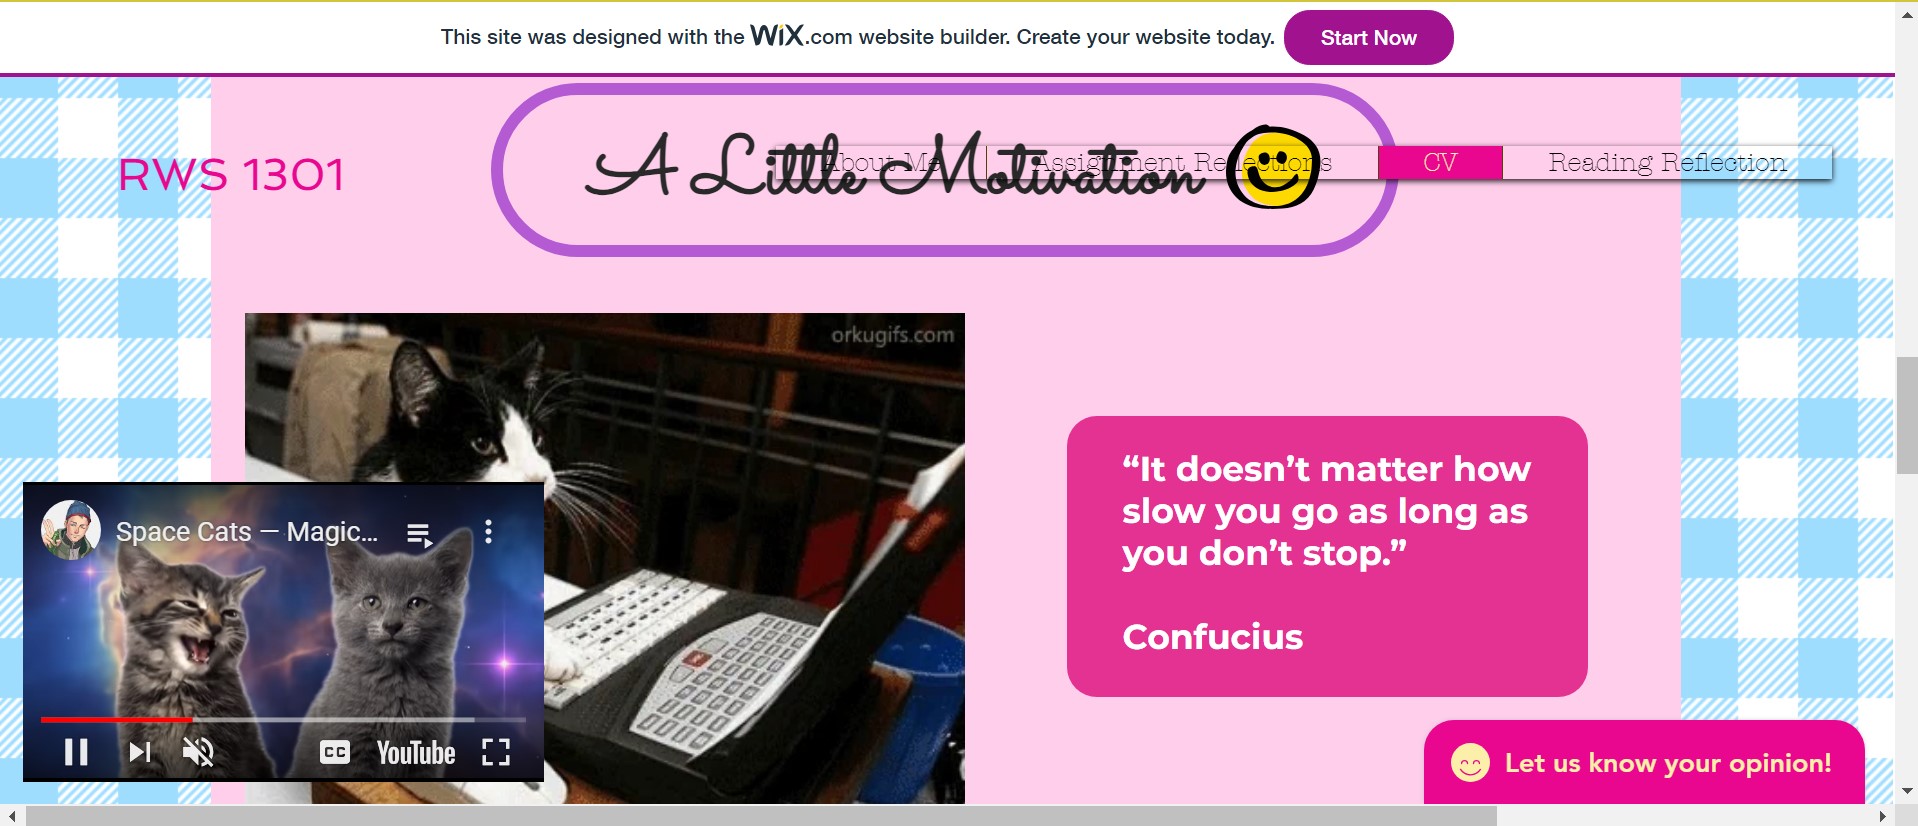 This site was designed with the WiX.com website builder. Create your website today.
Start Now
RWS 1301
A Little Motivation
About Me
Assignment Reflections
CV
Reading Reflection
orkugifs.com
“It doesn’t matter how
slow you go as long as
you don’t stop.”
Confucius
Space Cats — Magic...
CC
YouTube
Let us know your opinion!